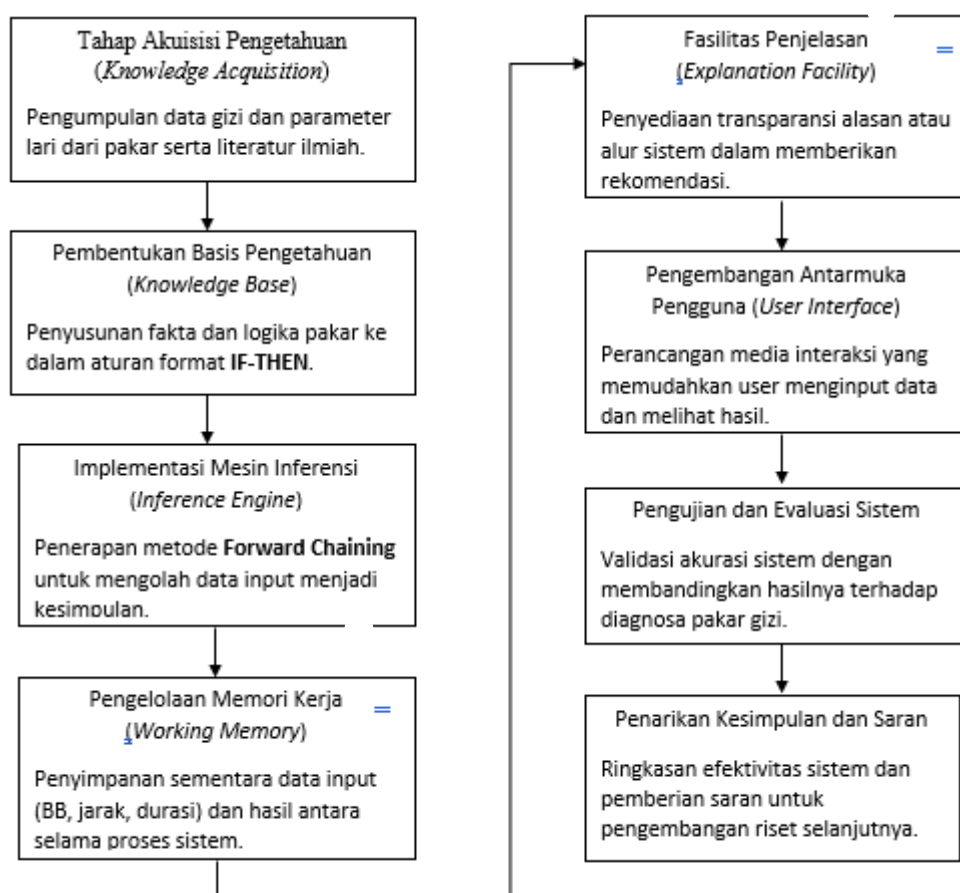 Tahap Akuisisi Pengetahuan
(Knowledge Acquisition)
Pengumpulan data gizi dan parameter
lari dari pakar serta literatur ilmiah.
Pembentukan Basis Pengetahuan
(Knowledge Base)
Penyusunan fakta dan logika pakar ke
dalam aturan format IF-THEN.
Implementasi Mesin Inferensi
(Inference Engine)
Penerapan metode Forward Chaining
untuk mengolah data input menjadi
kesimpulan.
Pengelolaan Memori Kerja
(Working Memory)
Penyimpanan sementara data input
(BB, jarak, durasi) dan hasil antara
selama proses sistem.
Fasilitas Penjelasan
(Explanation Facility)
Penyediaan transparansi alasan atau
alur sistem dalam memberikan
rekomendasi.
Pengembangan Antarmuka
Pengguna (User Interface)
Perancangan media interaksi yang
memudahkan user menginput data
dan melihat hasil.
Pengujian dan Evaluasi Sistem
Validasi akurasi sistem dengan
membandingkan hasilnya terhadap
diagnosa pakar gizi.
Penarikan Kesimpulan dan Saran
Ringkasan efektivitas sistem dan
pemberian saran untuk
pengembangan riset selanjutnya.